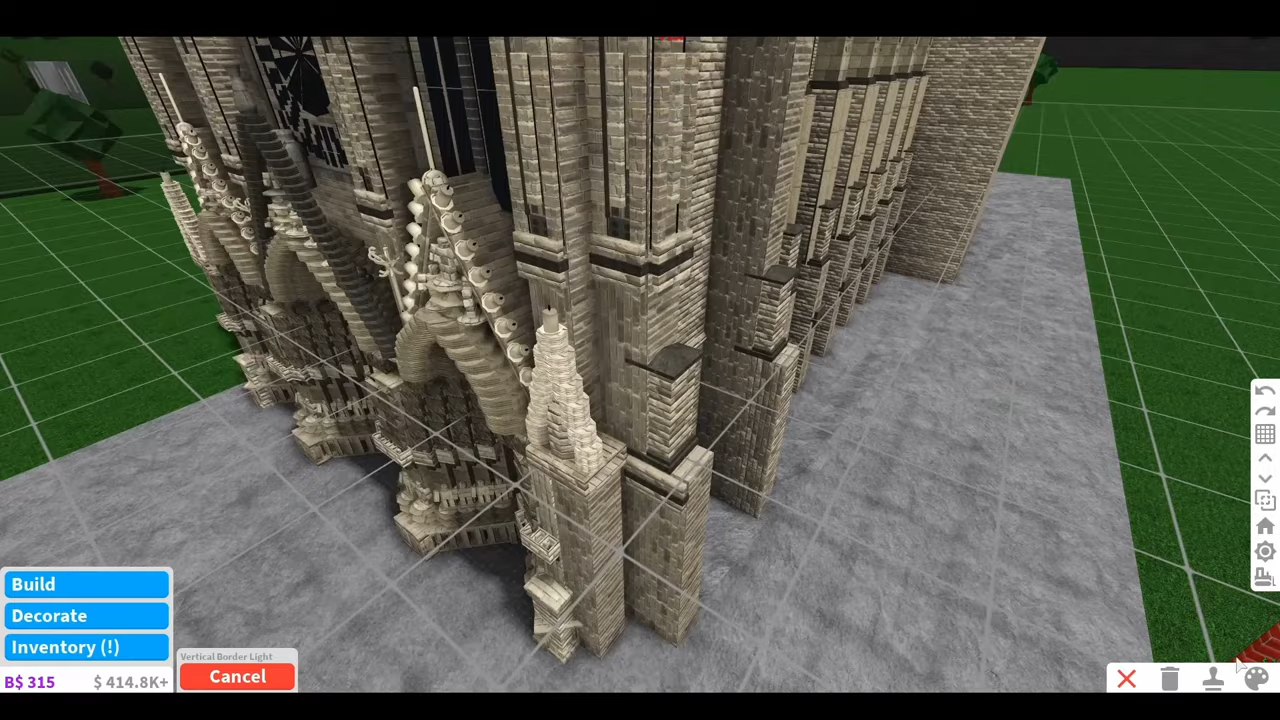 Build
Decorate
Inventory (!)
B$ 315
$ 414.8K+
Vertical Border Light
Cancel